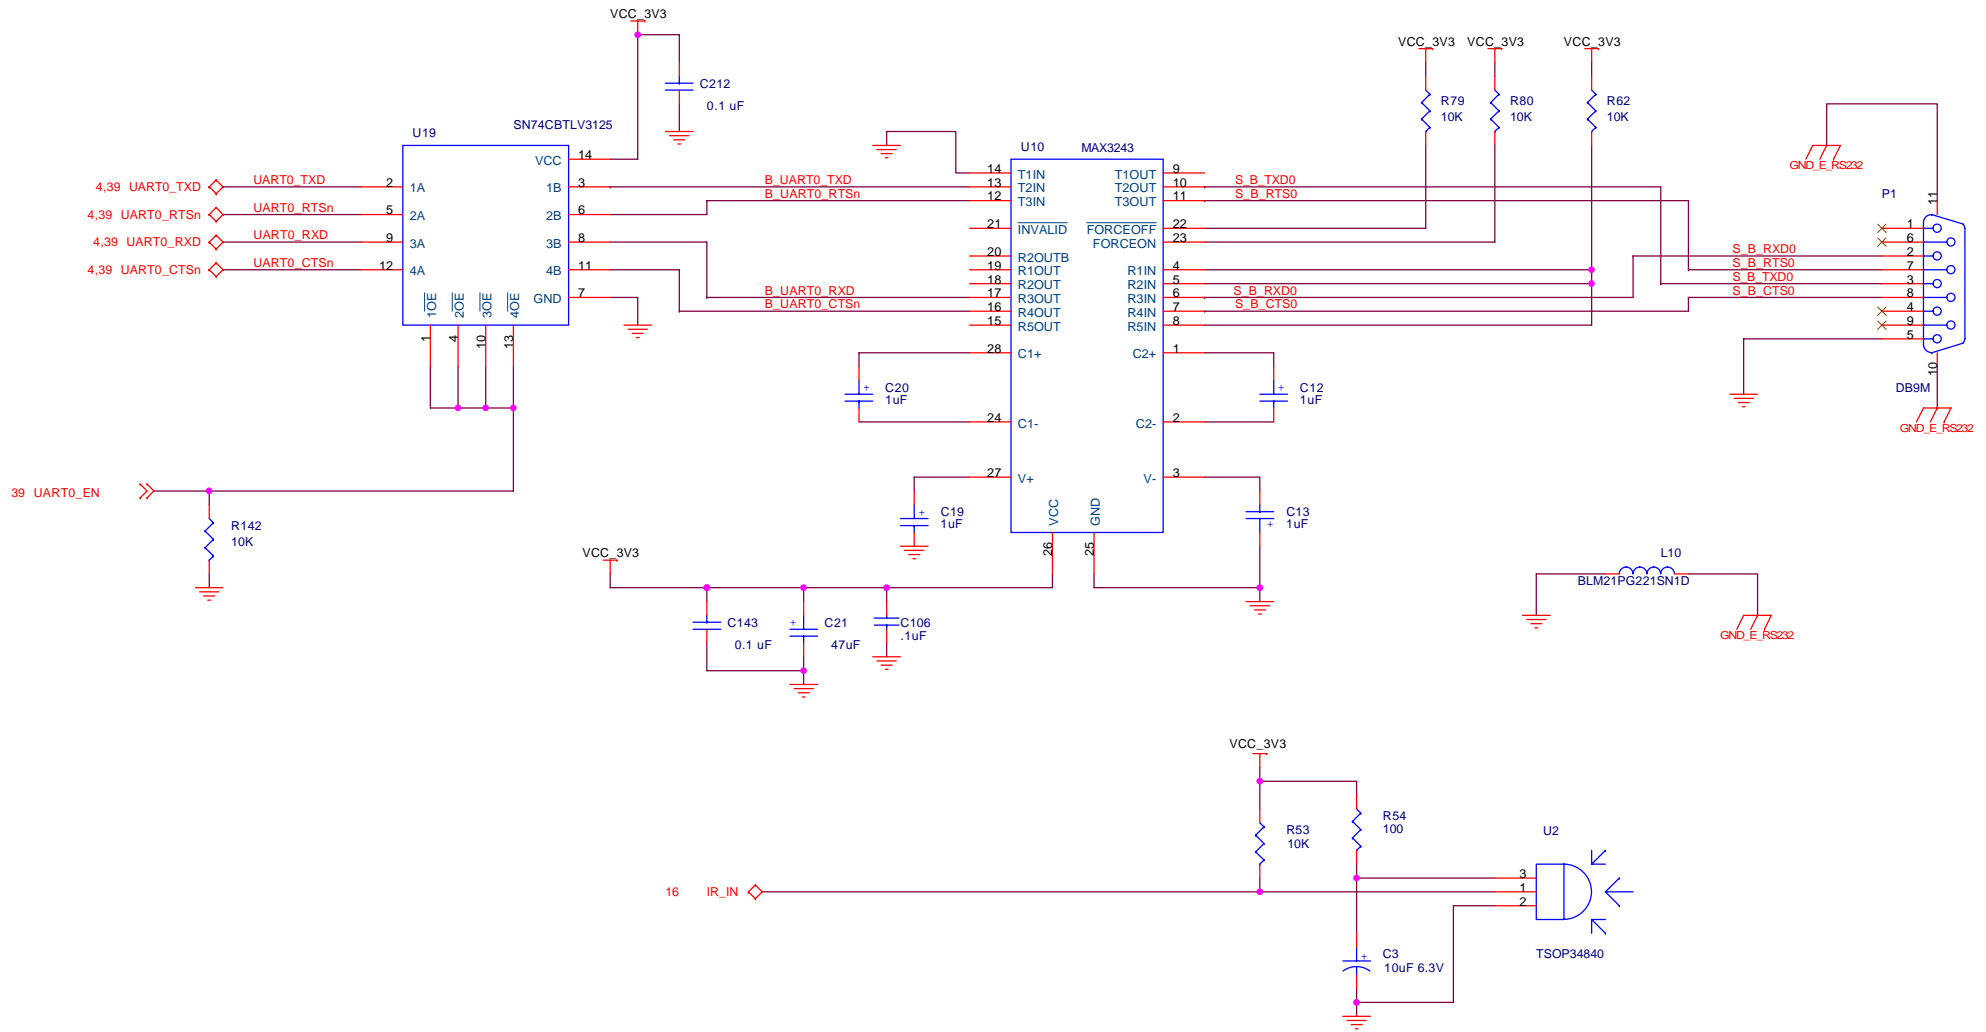 VCC_3V3
C212
0.1 uF
VCC_3V3
VCC_3V3
VCC_3V3
R79
10K
R80
10K
R62
10K
U19
SN74CBTLV3125
VCC
14
4,39 UART0_TXD
UART0_TXD
2
1A
1B
3
4,39 UART0_RTSn
UART0_RTSn
5
2A
2B
6
4,39 UART0_RXD
UART0_RXD
9
3A
3B
8
4,39 UART0_CTSn
UART0_CTSn
12
4A
4B
11
GND
7
1OE
2OE
3OE
4OE
1
4
10
13
39 UART0_EN
R142
10K
B_UART0_TXD
B_UART0_RTSn
B_UART0_RXD
B_UART0_CTSn
U10
MAX3243
14
T1IN
T1OUT
9
13
T2IN
T2OUT
10
12
T3IN
T3OUT
11
21
INVALID
FORCEOFF
22
FORCEON
23
20
R2OUTB
19
R1OUT
R1IN
4
18
R2OUT
R2IN
5
17
R3OUT
R3IN
6
16
R4OUT
R4IN
7
15
R5OUT
R5IN
8
28
C1+
C2+
1
24
C1-
C2-
2
27
V+
V-
3
VCC
GND
26
25
C20
1uF
C12
1uF
C19
1uF
C13
1uF
S_B_TXD0
S_B_RTS0
S_B_RXD0
S_B_CTS0
GND_E_RS232
P1
11
1
6
S_B_RXD0
2
S_B_RTS0
7
S_B_TXD0
3
S_B_CTS0
8
4
9
5
10
DB9M
GND_E_RS232
VCC_3V3
C143
0.1 uF
C21
47uF
C106
.1uF
L10
BLM21PG221SN1D
GND_E_RS232
VCC_3V3
R53
10K
R54
100
U2
16 IR_IN
3
1
2
C3
10uF 6.3V
TSOP34840